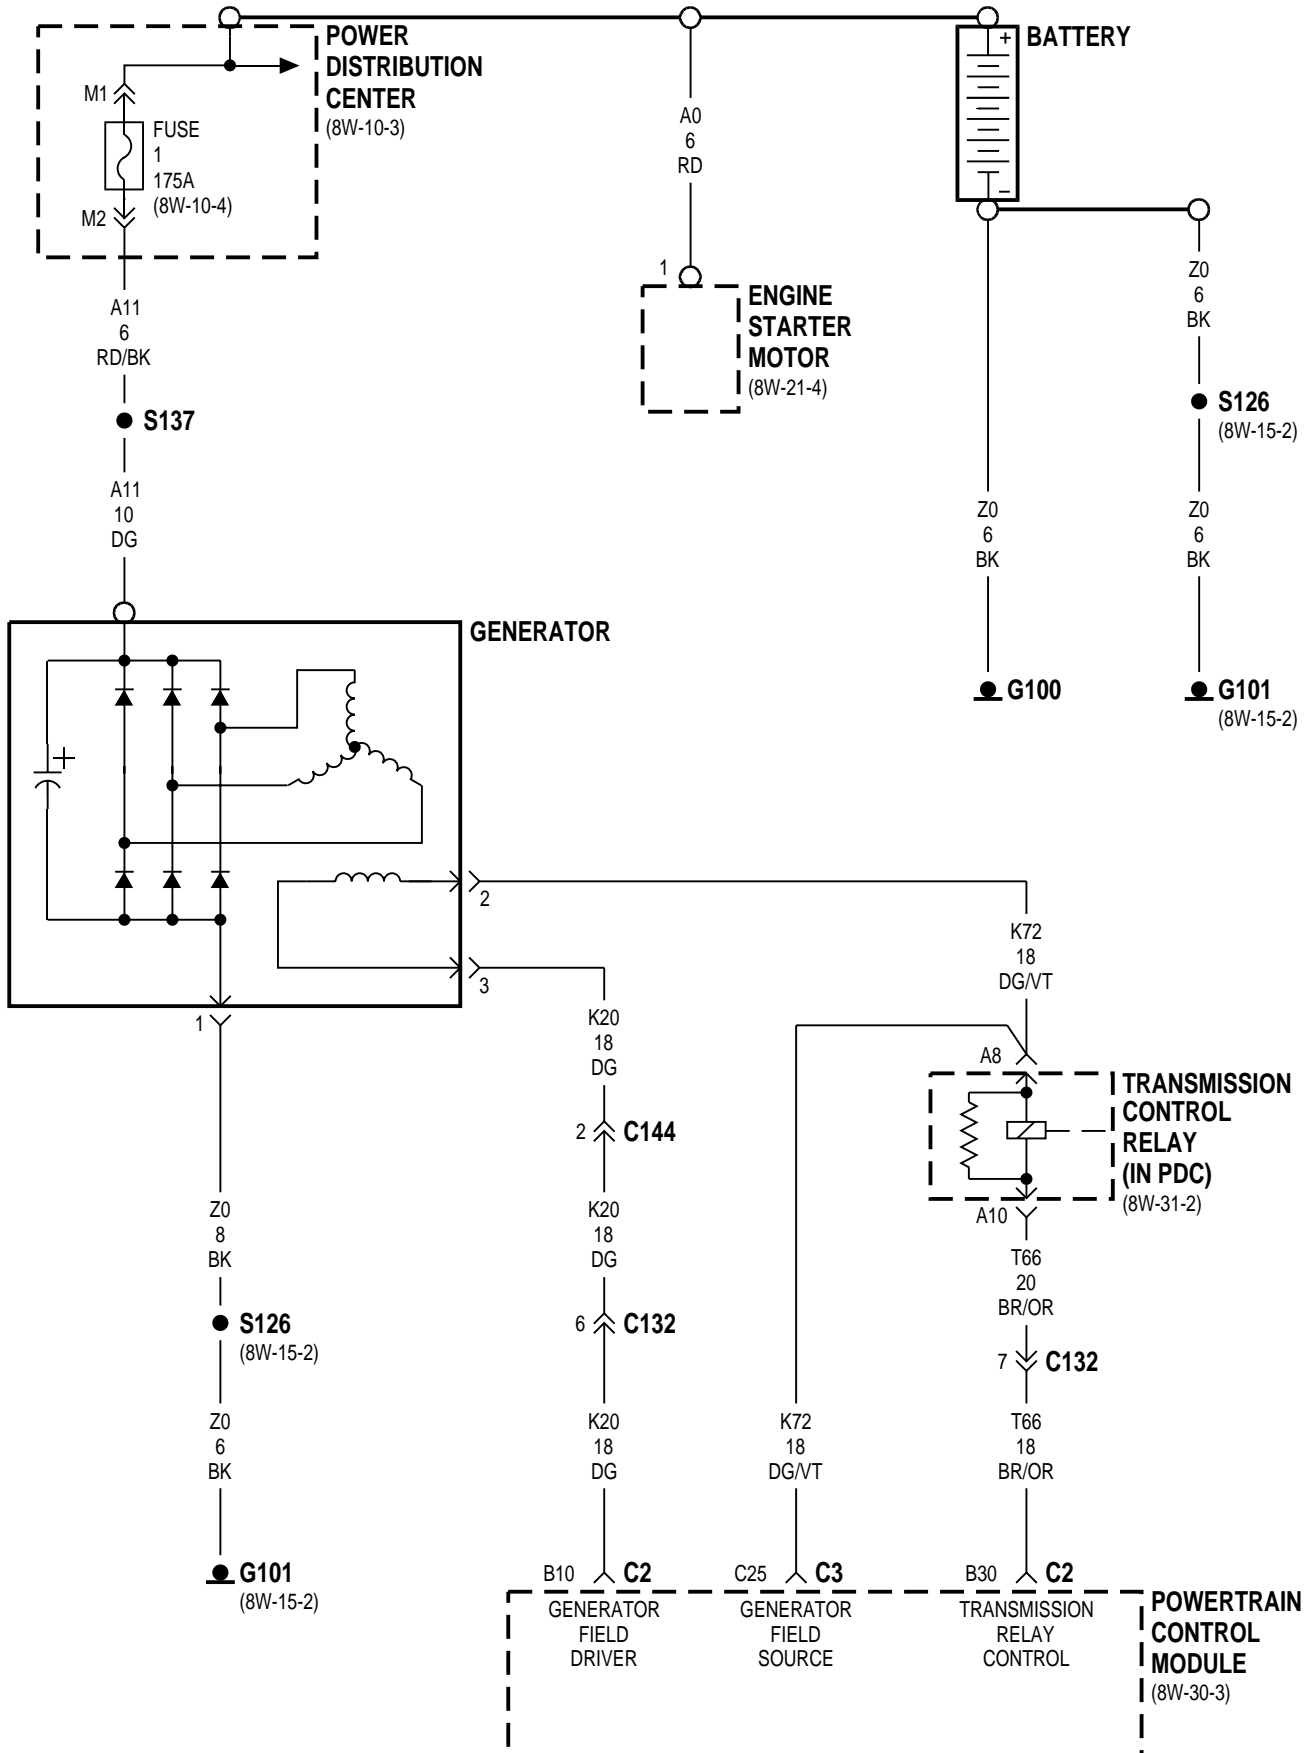 POWER
DISTRIBUTION
CENTER
(8W-10-3)
M1
FUSE
1
175A
(8W-10-4)
M2
+
BATTERY
−
A0
6
RD
1
ENGINE
STARTER
MOTOR
(8W-21-4)
Z0
6
BK
S126
(8W-15-2)
Z0
6
BK
G101
(8W-15-2)
Z0
6
BK
G100
A11
6
RD/BK
S137
A11
10
DG
GENERATOR
+
2
3
1
K72
18
DG/VT
K20
18
DG
A8
TRANSMISSION
CONTROL
RELAY
(IN PDC)
(8W-31-2)
A10
2
C144
K20
18
DG
6
C132
K20
18
DG
T66
20
BR/OR
7
C132
T66
18
BR/OR
K72
18
DG/VT
Z0
8
BK
S126
(8W-15-2)
Z0
6
BK
G101
(8W-15-2)
B10
C2
C25
C3
B30
C2
GENERATOR
FIELD
DRIVER
GENERATOR
FIELD
SOURCE
TRANSMISSION
RELAY
CONTROL
POWERTRAIN
CONTROL
MODULE
(8W-30-3)